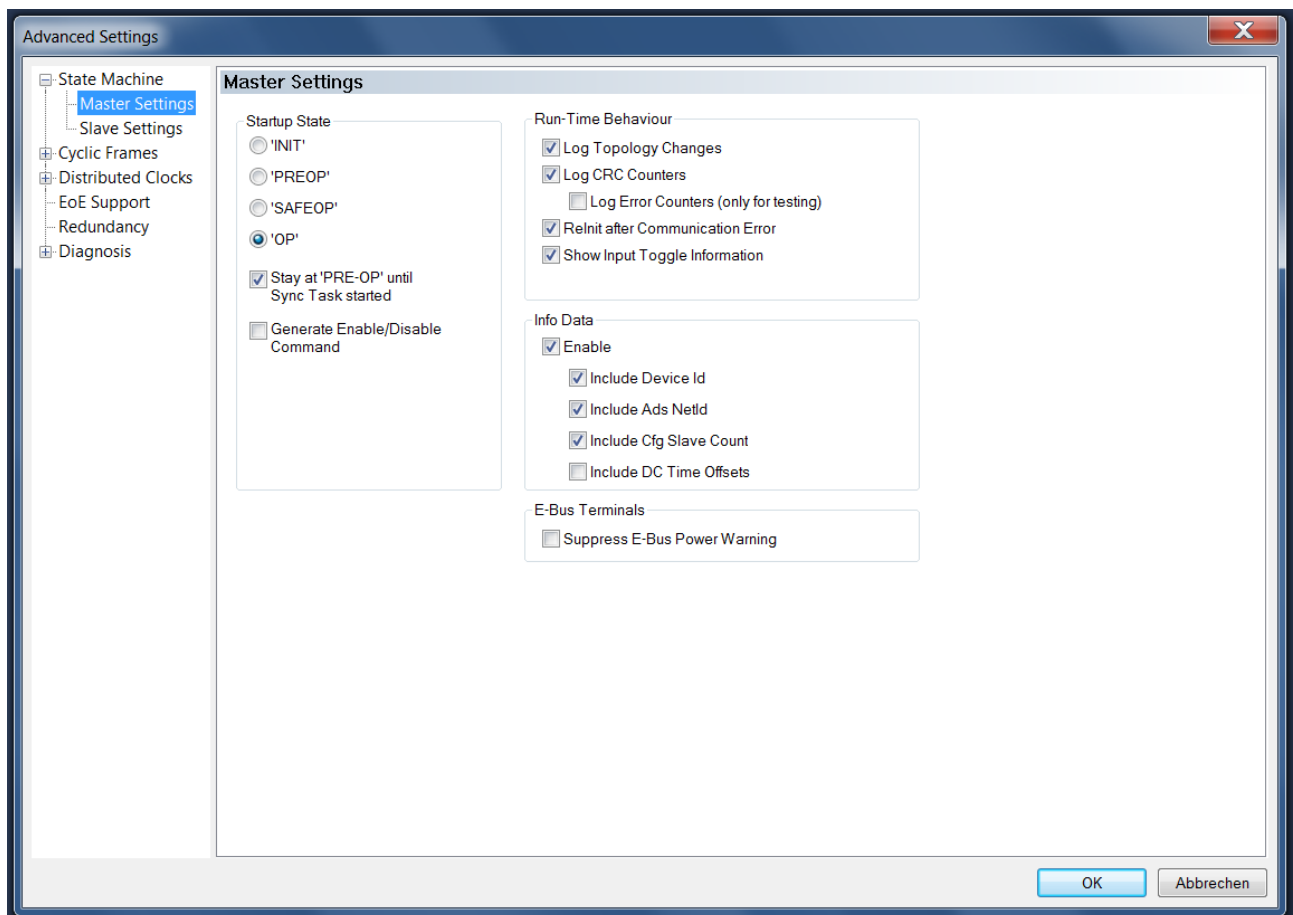 Advanced Settings
State Machine
Master Settings
Slave Settings
Cyclic Frames
Distributed Clocks
EoE Support
Redundancy
Diagnosis
Master Settings
Startup State
'INIT'
'PREOP'
'SAFEOP'
'OP'
Stay at 'PRE-OP' until
Sync Task started
Generate Enable/Disable
Command
Run-Time Behaviour
Log Topology Changes
Log CRC Counters
Log Error Counters (only for testing)
ReInit after Communication Error
Show Input Toggle Information
Info Data
Enable
Include Device Id
Include Ads NetId
Include Cfg Slave Count
Include DC Time Offsets
E-Bus Terminals
Suppress E-Bus Power Warning
OK
Abbrechen